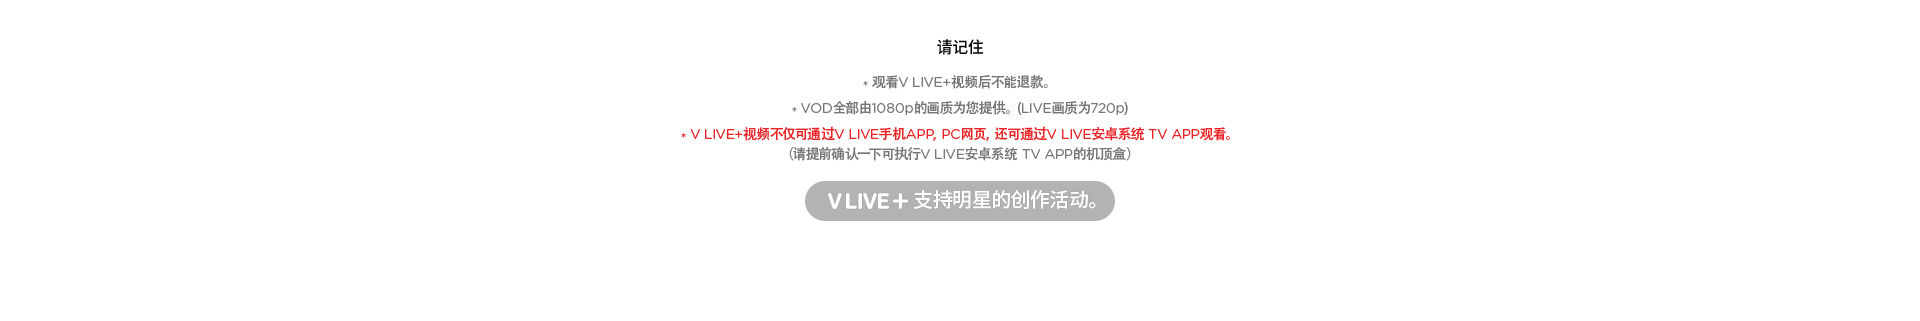 请记住
* 观看V LIVE+视频后不能退款。
* VOD全部由1080p的画质为您提供。(LIVE画质为720p)
* V LIVE+视频不仅可通过V LIVE手机APP, PC网页, 还可通过V LIVE安卓系统 TV APP观看。
（请提前确认一下可执行V LIVE安卓系统 TV APP的机顶盒）
V LIVE+ 支持明星的创作活动。